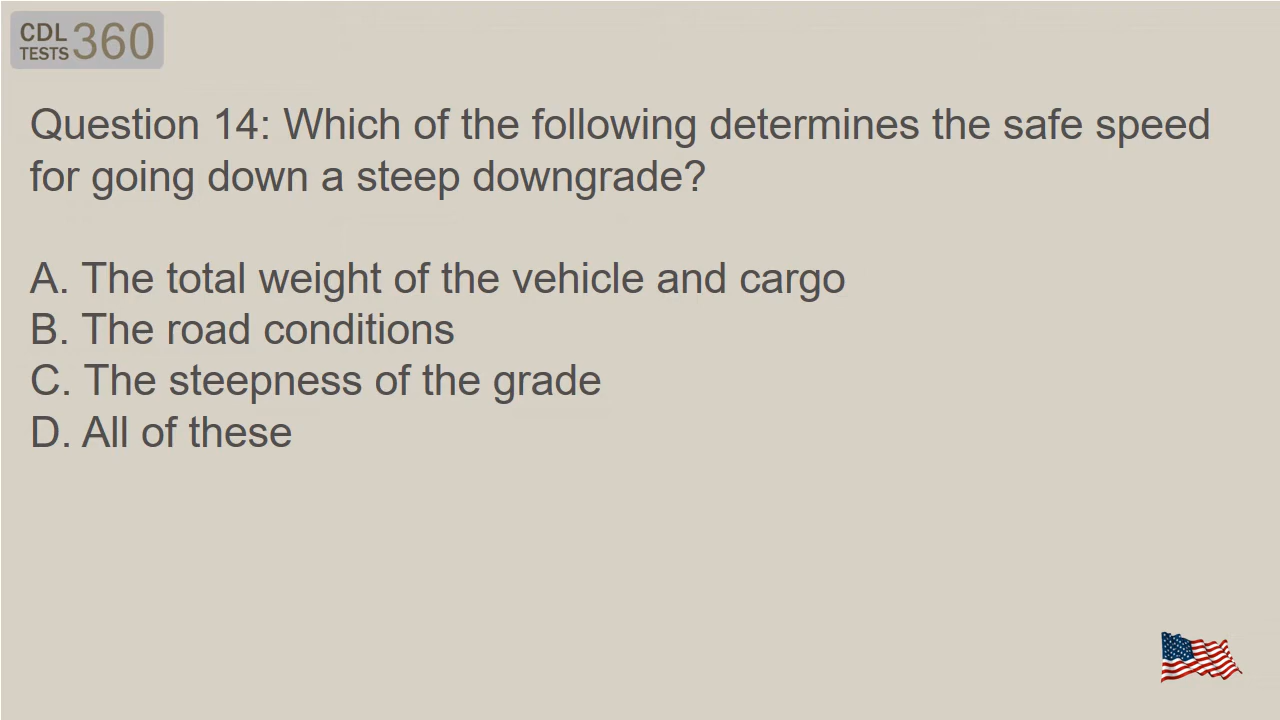 CDL
TESTS 360
Question 14: Which of the following determines the safe speed
for going down a steep downgrade?
A. The total weight of the vehicle and cargo
B. The road conditions
C. The steepness of the grade
D. All of these